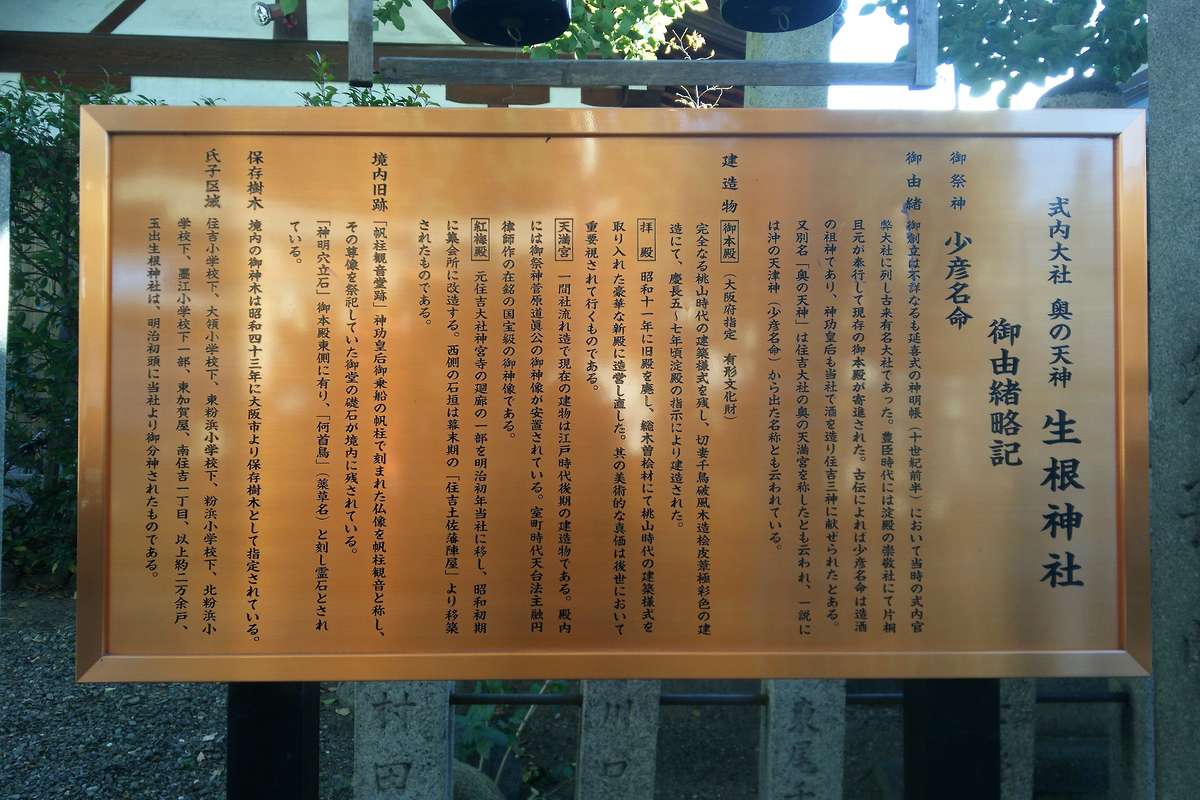 式内大社 奥の天神 生根神社
御由緒略記
御祭神 少彦名命
御由緒 御創立は不詳なるも延喜式の神明帳(十世紀前半)において当時の式内官
弊大社に列し古来有名大社であった。豊臣時代には淀殿の崇敬社にて片桐
且元が奉行して現存の御本殿が寄進された。古伝によれば少彦名命は造酒
の祖神であり、神功皇后も当社で酒を造り住吉三神に献ぜられたとある。
又別名「奥の天神」は住吉大社の奥の天満宮を称したとも云われ、一説に
は沖の天津神(少彦名命)から出た名称とも云われている。
建造物 御本殿 (大阪府指定 有形文化財)
完全なる桃山時代の建築様式を残し、切妻千鳥破風木造桧皮葺極彩色の建
造にて、慶長五〜七年頃淀殿の指示により建造された。
拝殿 昭和十一年に旧殿を廃し、総木曽桧材にて桃山時代の建築様式を
取り入れた豪華な新殿に造営し直した。其の美術的な真価は後世において
重要視されて行くものである。
天満宮 一間社流れ造で現在の建物は江戸時代後期の建造物である。殿内
には御祭神菅原道真公の御神像が安置されている。室町時代天台法主融円
律師作の在銘の国宝級の御神像である。
紅梅殿 元住吉大社神宮寺の廻廊の一部を明治初年当社に移し、昭和初期
に集会所に改造する。西側の石垣は幕末期の「住吉土佐藩陣屋」より移築
されたものである。
境内旧跡 「帆柱観音堂跡」神功皇后御乗船の帆柱で刻まれた仏像を帆柱観音と称し、
その尊像を祭祀していた御堂の礎石が境内に残されている。
「神明穴立石」御本殿東側に有り、「何首烏」(薬草名)と刻し霊石とされ
ている。
保存樹木 境内の御神木は昭和四十三年に大阪市より保存樹木として指定されている。
氏子区域 住吉小学校下、大領小学校下、東粉浜小学校下、粉浜小学校下、北粉浜小
学校下、墨江小学校下一部、東加賀屋、南住吉一丁目、以上約二万余戸、
玉出生根神社は、明治初頭に当社より御分神されたものである。
東尾
川口
村田